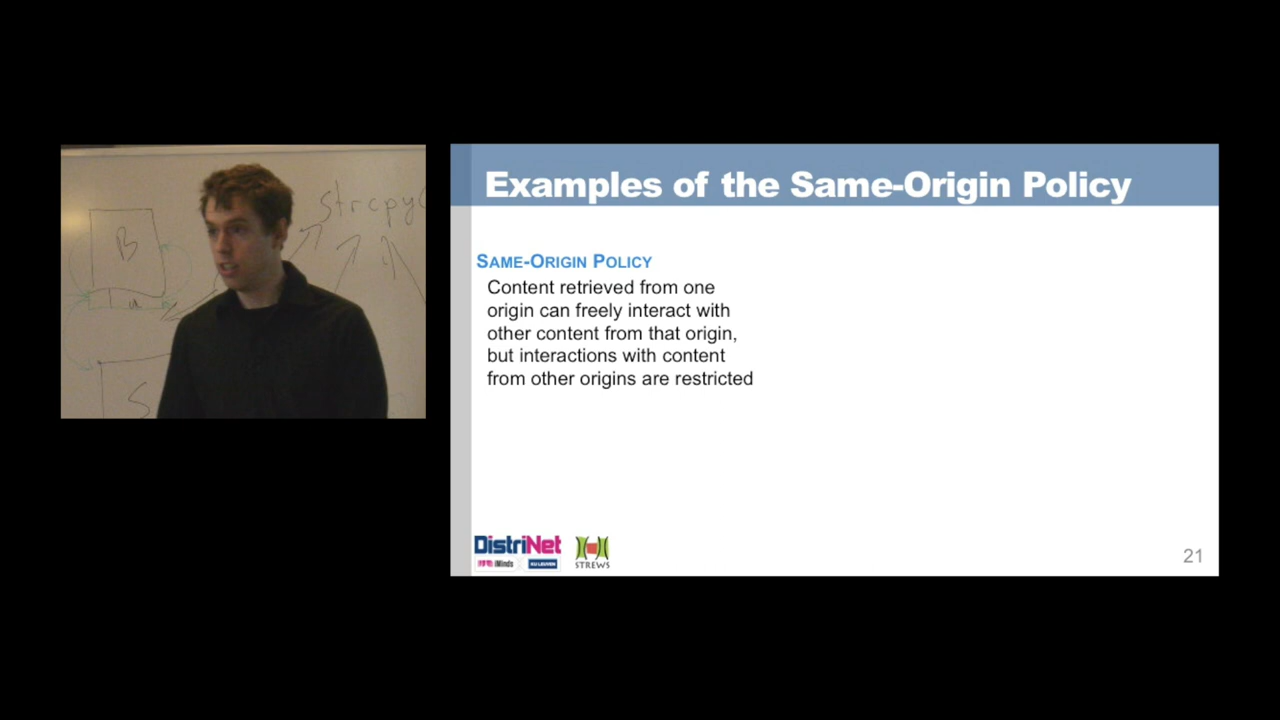 strcpy(
B
a
S
Examples of the Same-Origin Policy
SAME-ORIGIN POLICY
Content retrieved from one
origin can freely interact with
other content from that origin,
but interactions with content
from other origins are restricted
DistriNet
iMinds KU LEUVEN
STREWS
21